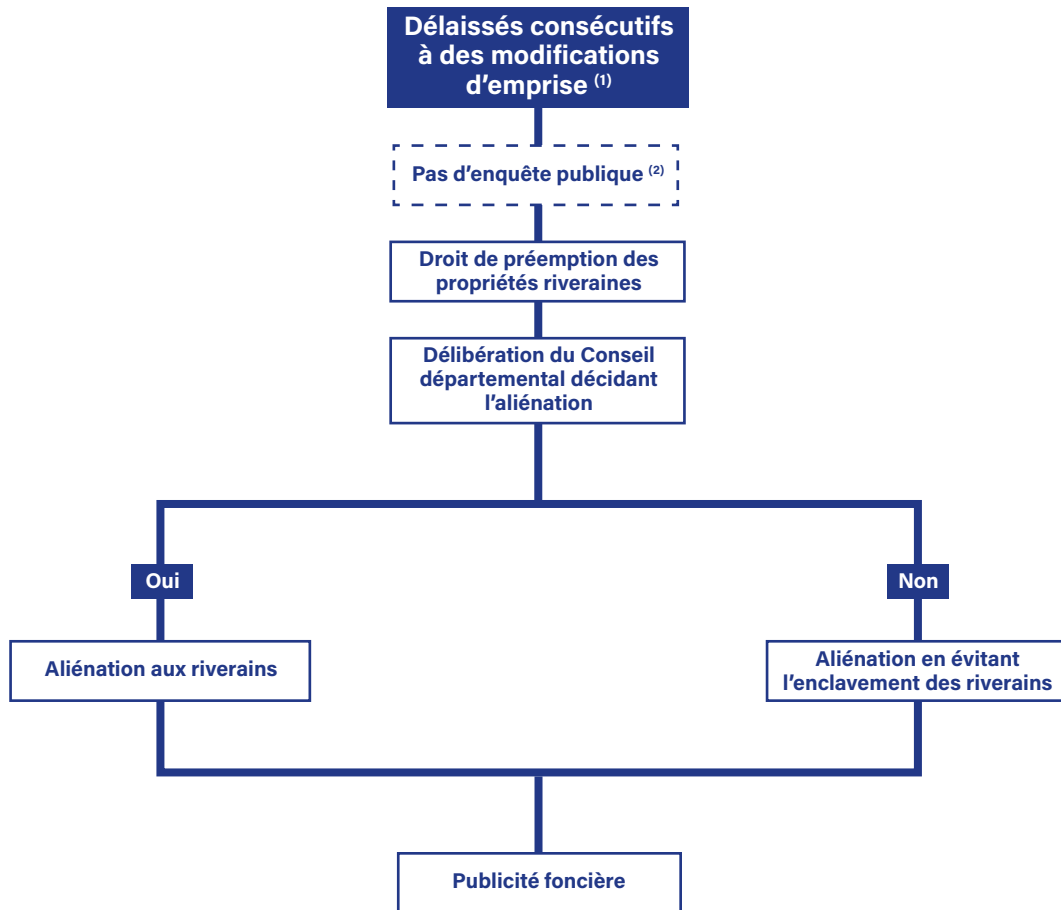 Délaissés consécutifs
à des modifications
d'emprise (1)
Pas d'enquête publique (2)
Droit de préemption des
propriétés riveraines
Délibération du Conseil
départemental décidant
l'aliénation
Oui
Non
Aliénation aux riverains
Aliénation en évitant
l'enclavement des riverains
Publicité foncière